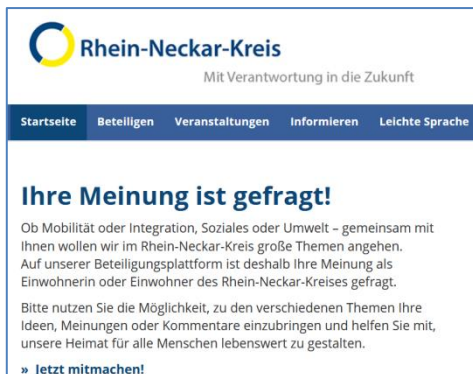 Rhein-Neckar-Kreis
Mit Verantwortung in die Zukunft
Startseite Beteiligen Veranstaltungen Informieren Leichte Sprache
Ihre Meinung ist gefragt!
Ob Mobilität oder Integration, Soziales oder Umwelt – gemeinsam mit
Ihnen wollen wir im Rhein-Neckar-Kreis große Themen angehen.
Auf unserer Beteiligungsplattform ist deshalb Ihre Meinung als
Einwohnerin oder Einwohner des Rhein-Neckar-Kreises gefragt.
Bitte nutzen Sie die Möglichkeit, zu den verschiedenen Themen Ihre
Ideen, Meinungen oder Kommentare einzubringen und helfen Sie mit,
unsere Heimat für alle Menschen lebenswert zu gestalten.
» Jetzt mitmachen!